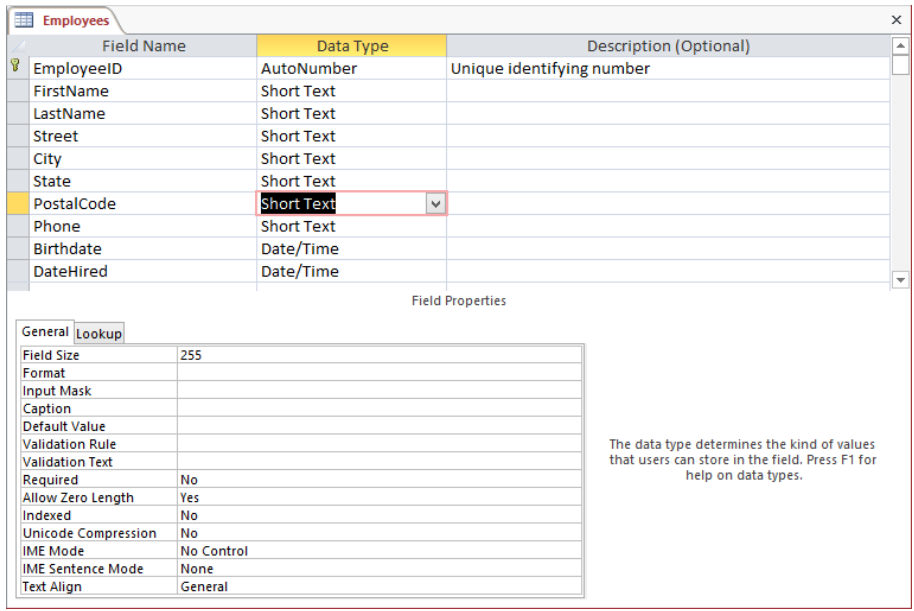 Employees
Field Name Data Type Description (Optional)
EmployeeID AutoNumber Unique identifying number
FirstName Short Text
LastName Short Text
Street Short Text
City Short Text
State Short Text
PostalCode Short Text
Phone Short Text
Birthdate Date/Time
DateHired Date/Time
Field Properties
General Lookup
Field Size 255
Format
Input Mask
Caption
Default Value
Validation Rule
Validation Text
Required No
Allow Zero Length Yes
Indexed No
Unicode Compression No
IME Mode No Control
IME Sentence Mode None
Text Align General
The data type determines the kind of values
that users can store in the field. Press F1 for
help on data types.